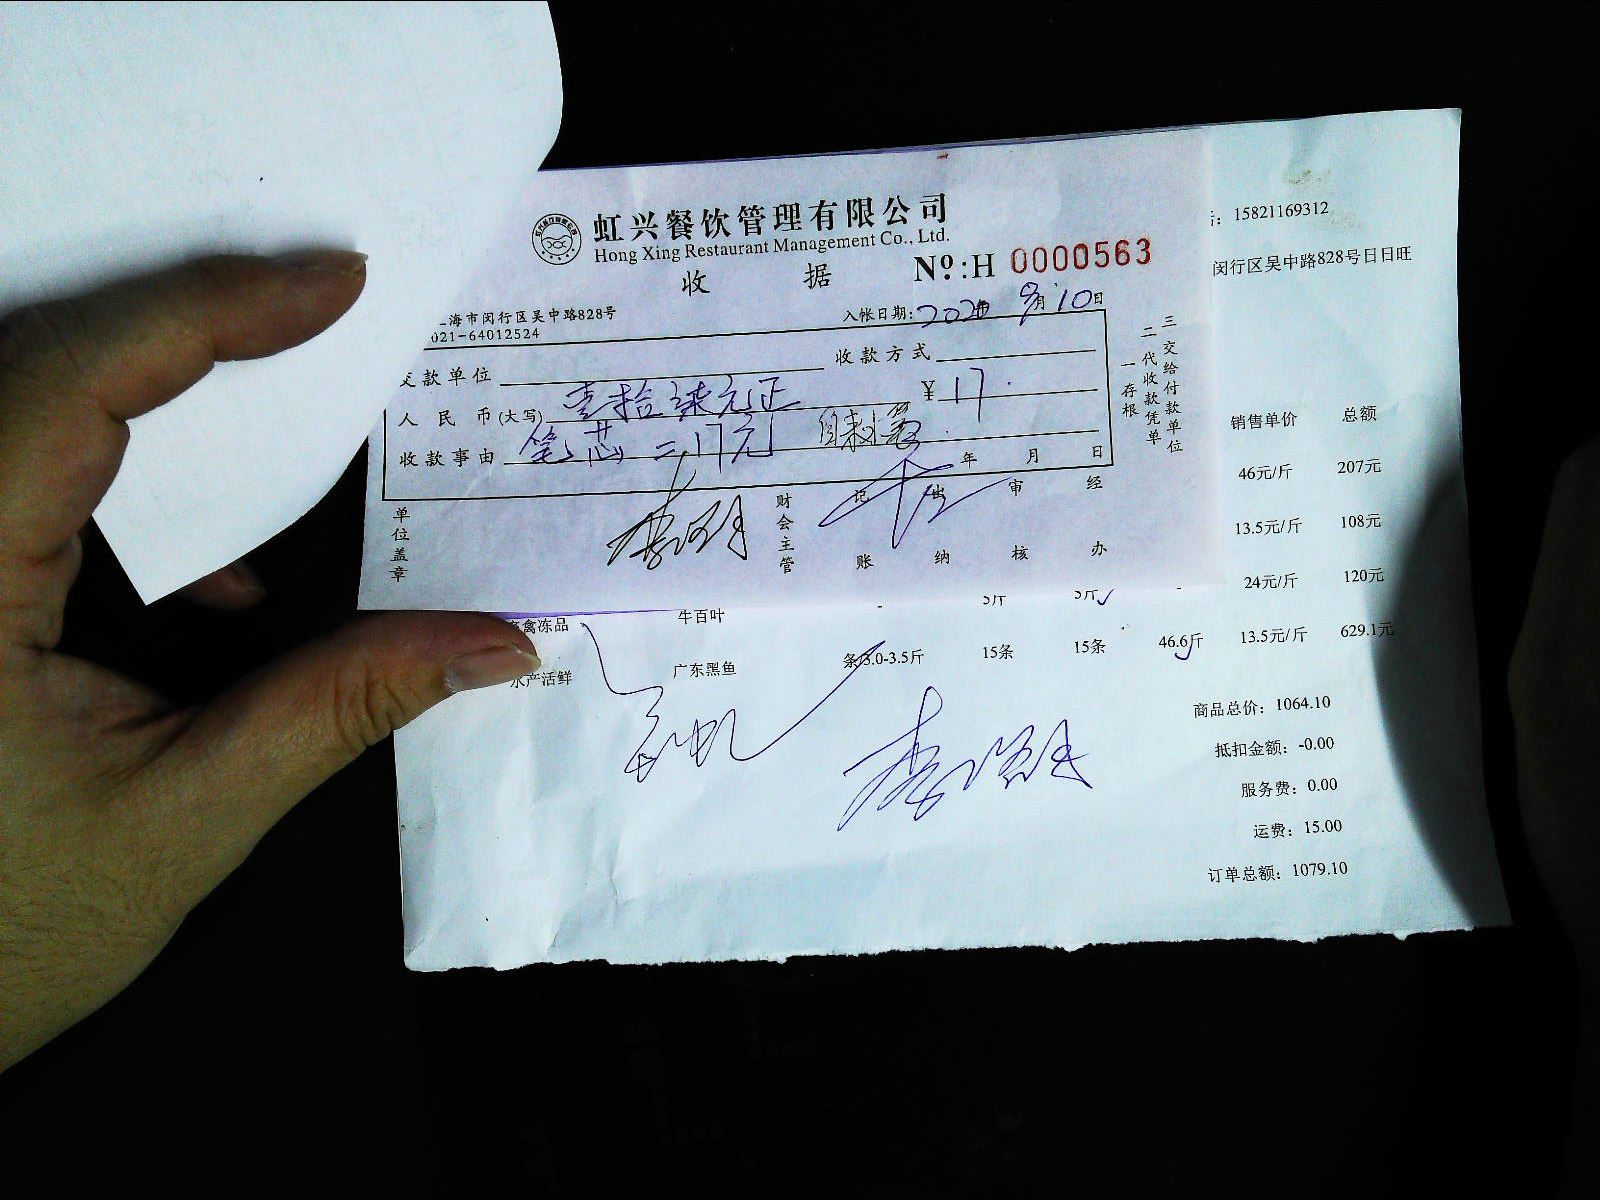 虹兴餐饮管理有限公司
Hong Xing Restaurant Management Co., Ltd.
收 据
Nº:H 0000563
海市闵行区吴中路828号
021-64012524
入帐日期: 2020 9月10日
交款单位
收款方式
人民币(大写) 壹拾柒元正
¥ 17.
收款事由 笔芯 = 17元
年 月 日
单位盖章
财会主管
记账
出纳
审核
经办
一存根
二代收款凭单
三交给付款单位
: 15821169312
闵行区吴中路828号日日旺
销售单价 总额
46元/斤 207元
13.5元/斤 108元
禽冻品 牛百叶 - 5斤 5斤 - 24元/斤 120元
水产活鲜 广东黑鱼 条/3.0-3.5斤 15条 15条 46.6斤 13.5元/斤 629.1元
商品总价: 1064.10
抵扣金额: -0.00
服务费: 0.00
运费: 15.00
订单总额: 1079.10